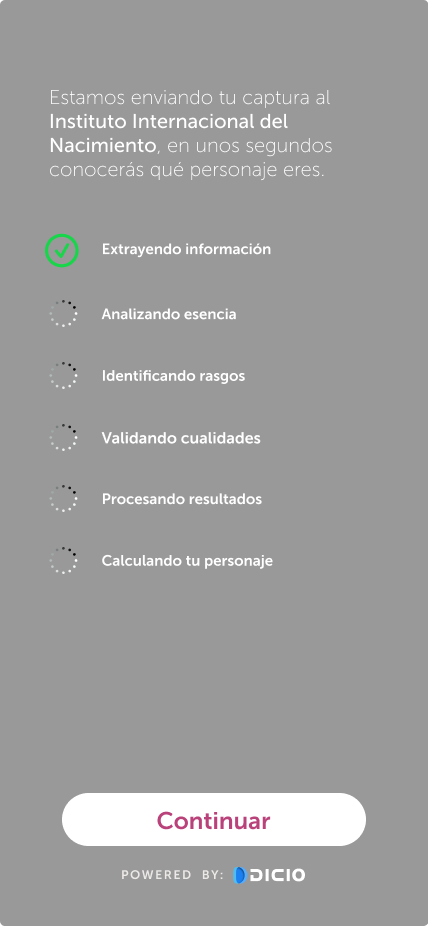 Estamos enviando tu captura al
Instituto Internacional del
Nacimiento, en unos segundos
conocerás qué personaje eres.
Extrayendo información
Analizando esencia
Identificando rasgos
Validando cualidades
Procesando resultados
Calculando tu personaje
Continuar
POWERED BY: DICIO